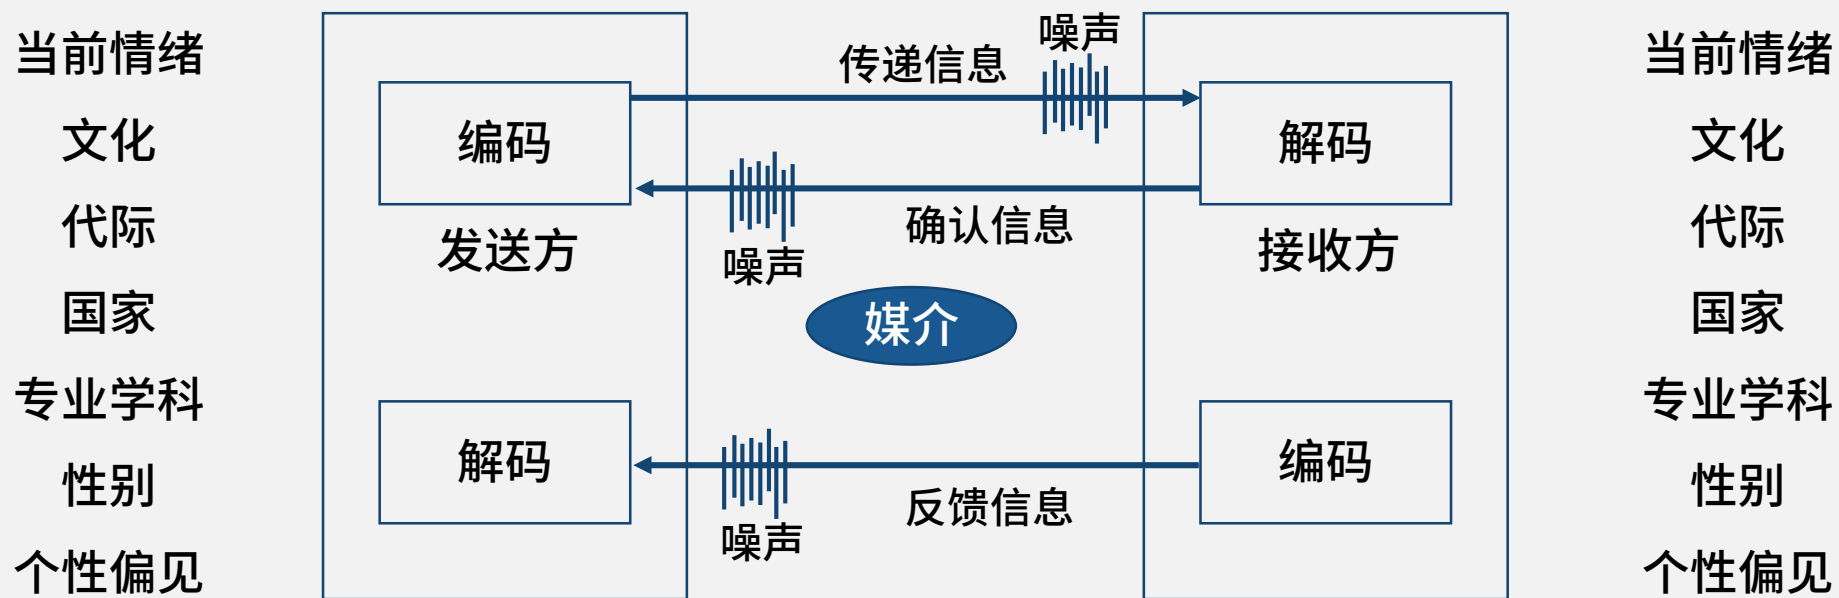 当前情绪
文化
代际
国家
专业学科
性别
个性偏见
编码
发送方
解码
传递信息
噪声
噪声
确认信息
媒介
噪声
反馈信息
解码
接收方
编码
当前情绪
文化
代际
国家
专业学科
性别
个性偏见